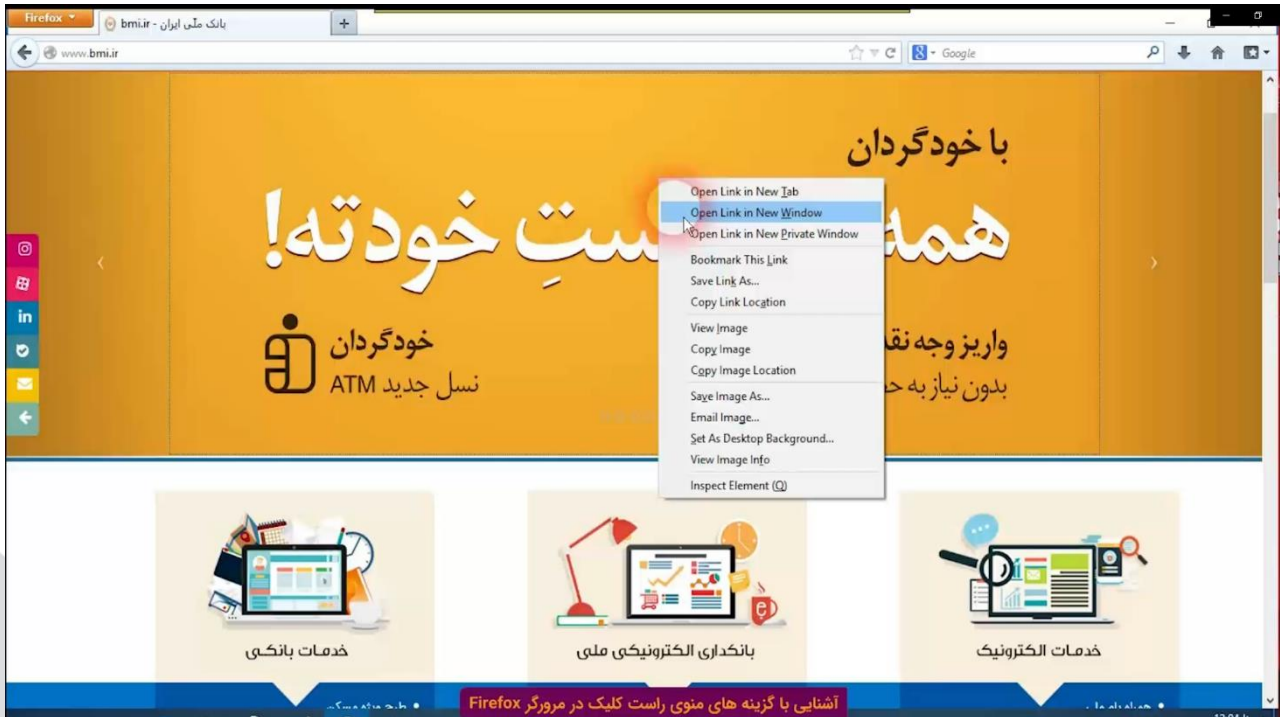 Firefox
بانک ملّی ایران - bmi.ir
www.bmi.ir
Google
با خودگردان
خودته!
خودگردان
نسل جدید ATM
واریز وجه
بدون نیاز به
Open Link in New Tab
Open Link in New Window
Open Link in New Private Window
Bookmark This Link
Save Link As...
Copy Link Location
View Image
Copy Image
Copy Image Location
Save Image As...
Email Image...
Set As Desktop Background...
View Image Info
Inspect Element (Q)
in
خدمات الکترونیک
بانکداری الکترونیکی ملی
خدمات بانکی
آشنایی با گزینه های منوی راست کلیک در مرورگر Firefox